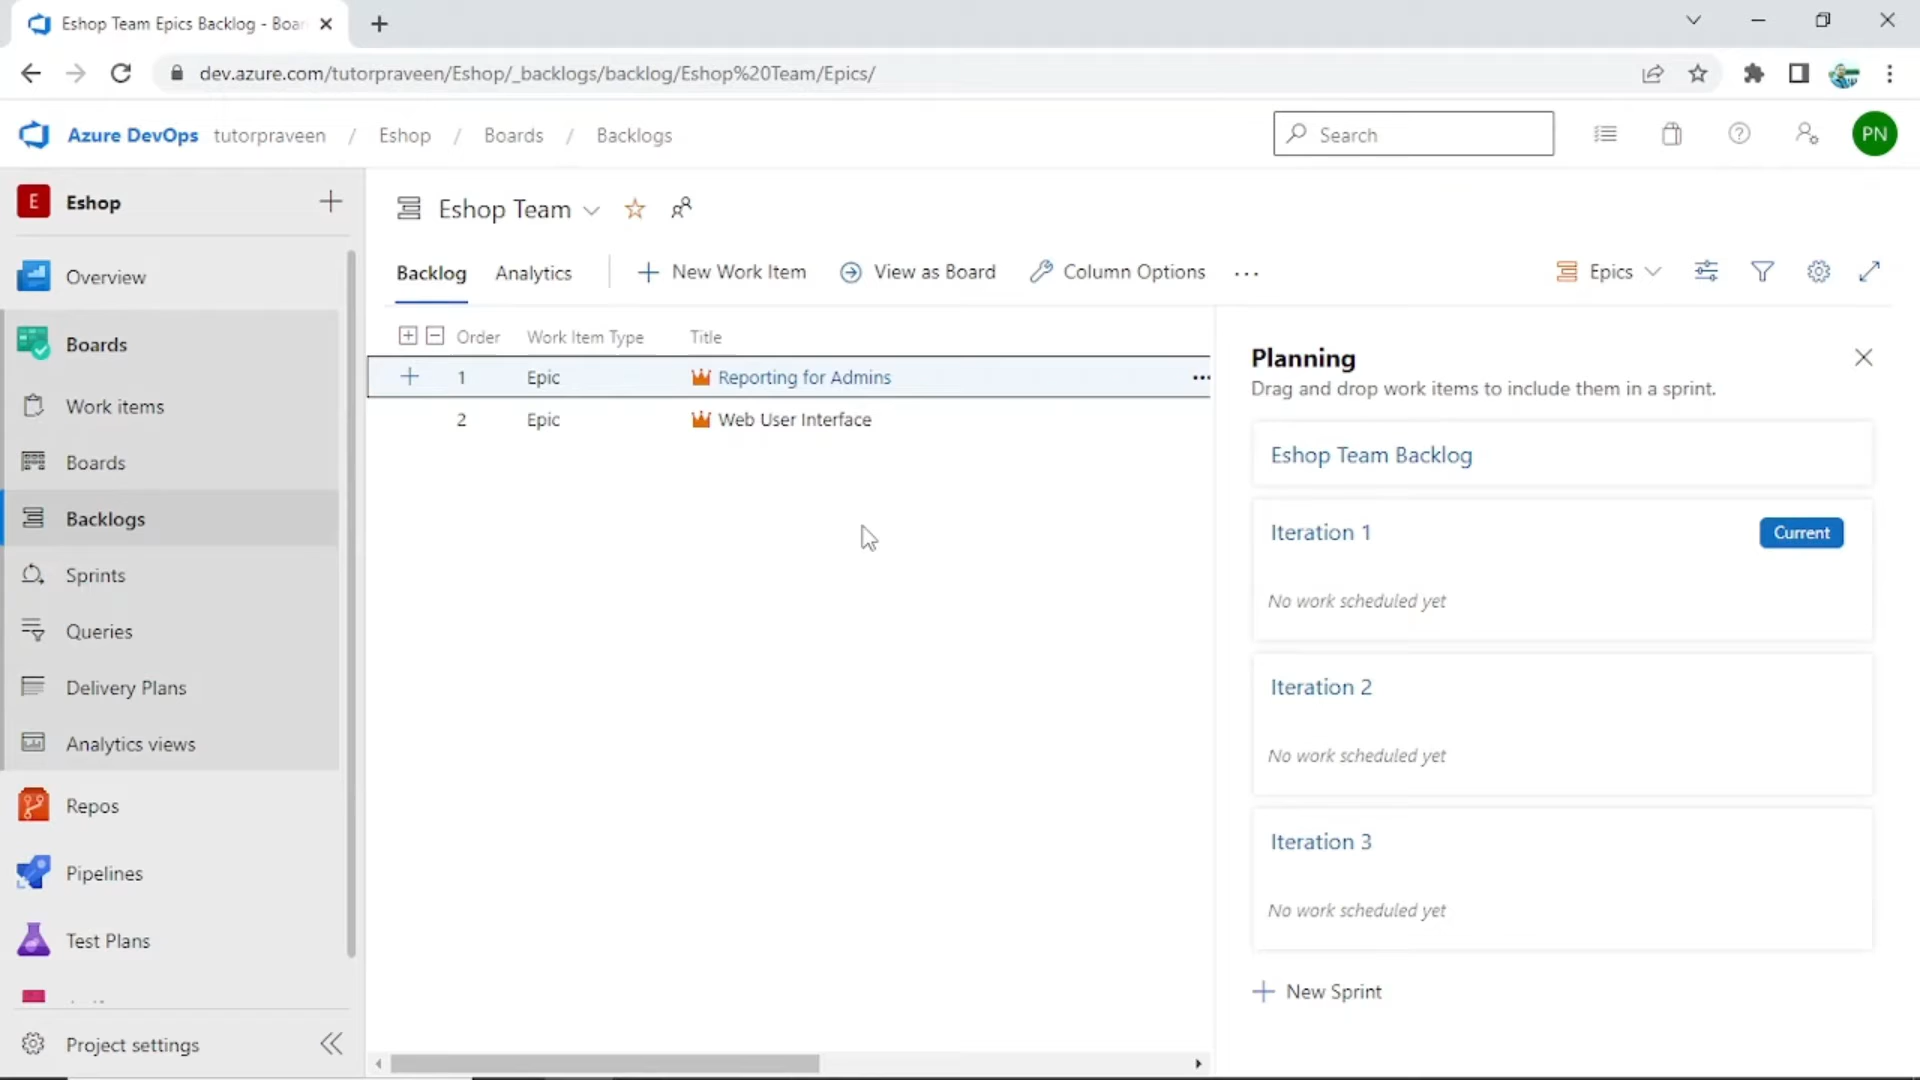 Eshop Team Epics Backlog - Boar
dev.azure.com/tutorpraveen/Eshop/_backlogs/backlog/Eshop%20Team/Epics/
Azure DevOps tutorpraveen / Eshop / Boards / Backlogs
Search
PN
E Eshop
Overview
Boards
Work items
Boards
Backlogs
Sprints
Queries
Delivery Plans
Analytics views
Repos
Pipelines
Test Plans
Project settings
Eshop Team
Backlog Analytics New Work Item View as Board Column Options ... Epics
Order Work Item Type Title
1 Epic Reporting for Admins ...
2 Epic Web User Interface
Planning
Drag and drop work items to include them in a sprint.
Eshop Team Backlog
Iteration 1 Current
No work scheduled yet
Iteration 2
No work scheduled yet
Iteration 3
No work scheduled yet
New Sprint